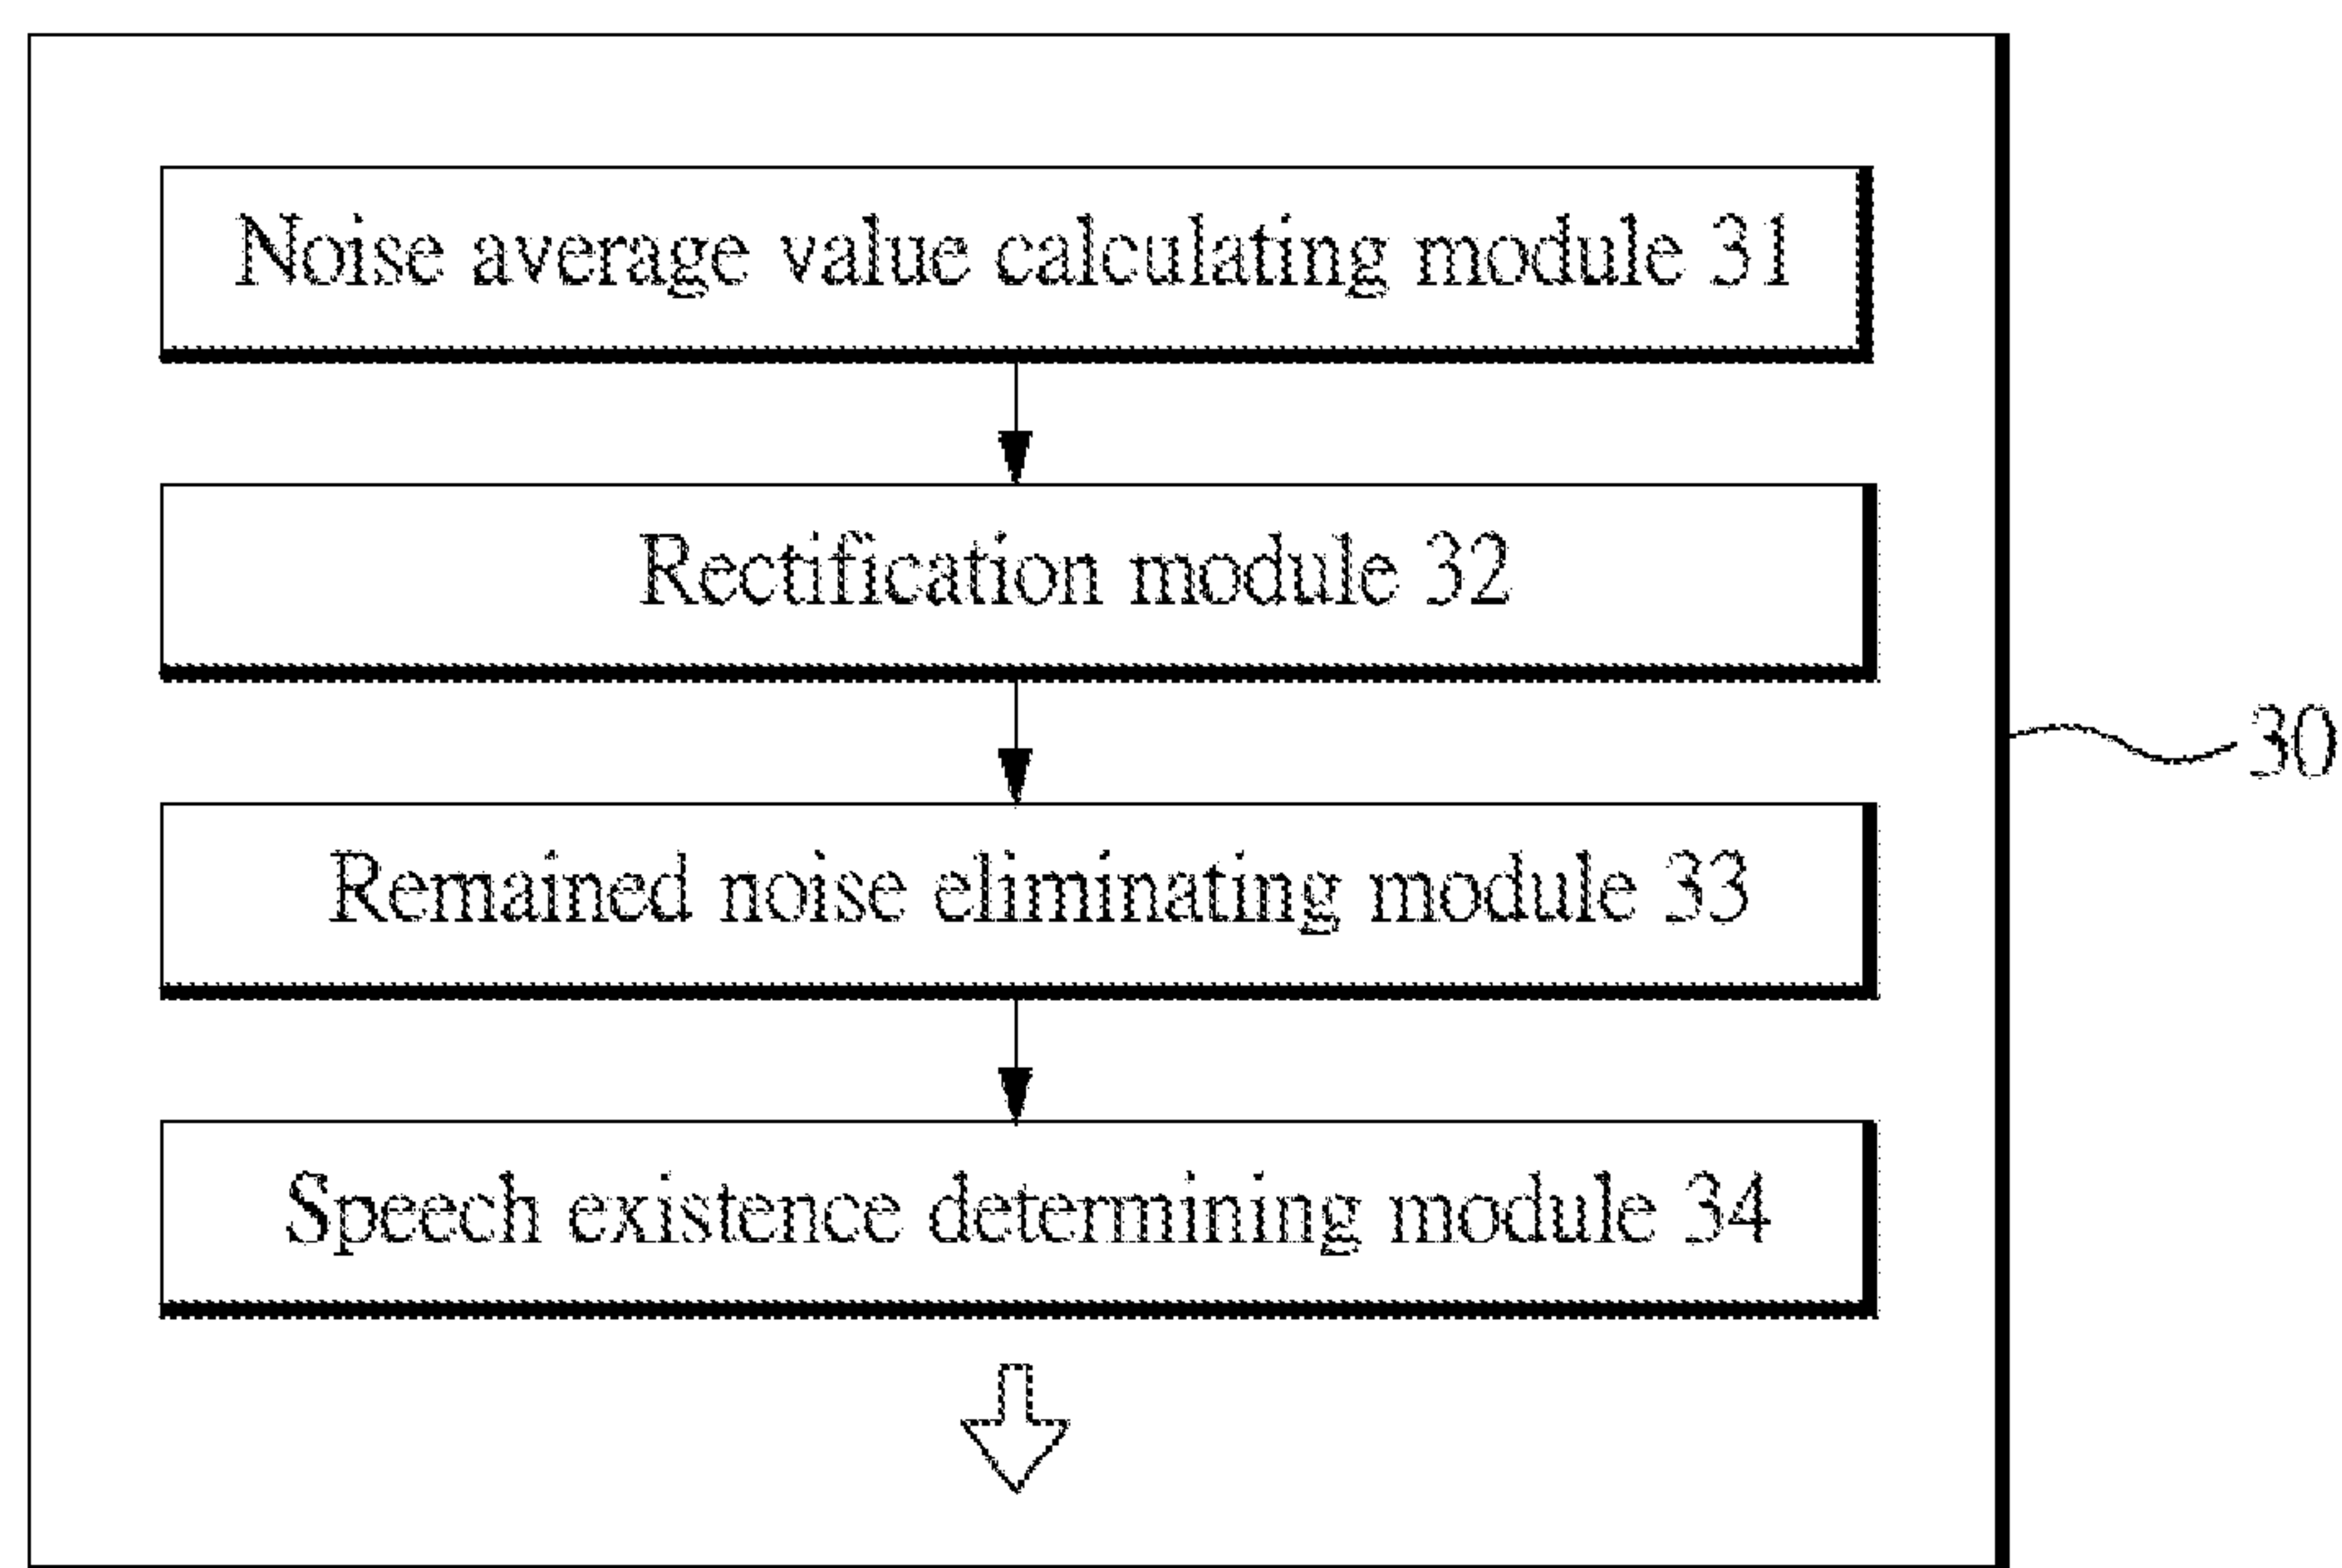 Noise average value calculating module 31
Rectification module 32
30
Remained noise eliminating module 33
Speech existence determining module 34